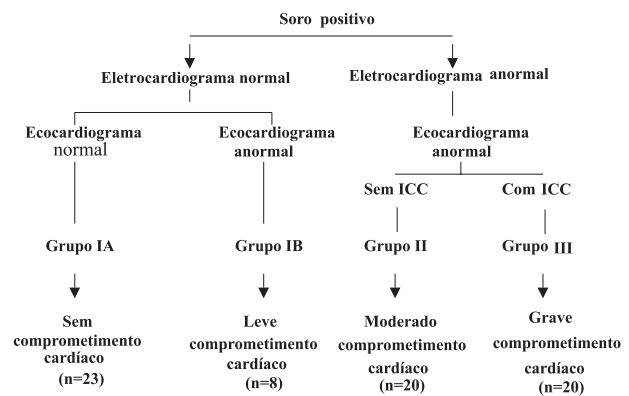 Soro positivo
Eletrocardiograma normal
Eletrocardiograma anormal
Ecocardiograma
normal
Ecocardiograma
anormal
Ecocardiograma
anormal
Sem ICC
Com ICC
Grupo IA
Grupo IB
Grupo II
Grupo III
Sem
comprometimento
cardíaco
(n=23)
Leve
comprometimento
cardíaco
(n=8)
Moderado
comprometimento
cardíaco
(n=20)
Grave
comprometimento
cardíaco
(n=20)